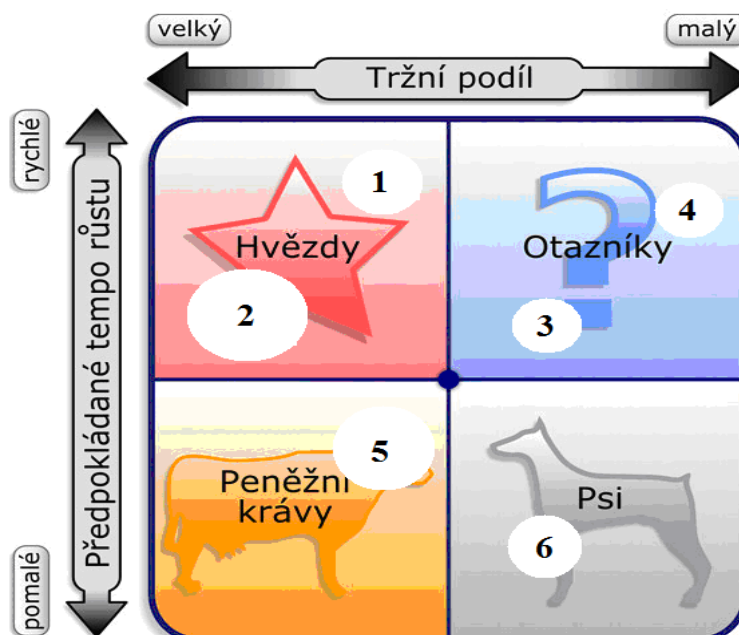 velký
malý
Tržní podíl
rychlé
Předpokládané tempo růstu
pomalé
1
Hvězdy
2
4
Otazníky
3
5
Peněžní
krávy
Psi
6